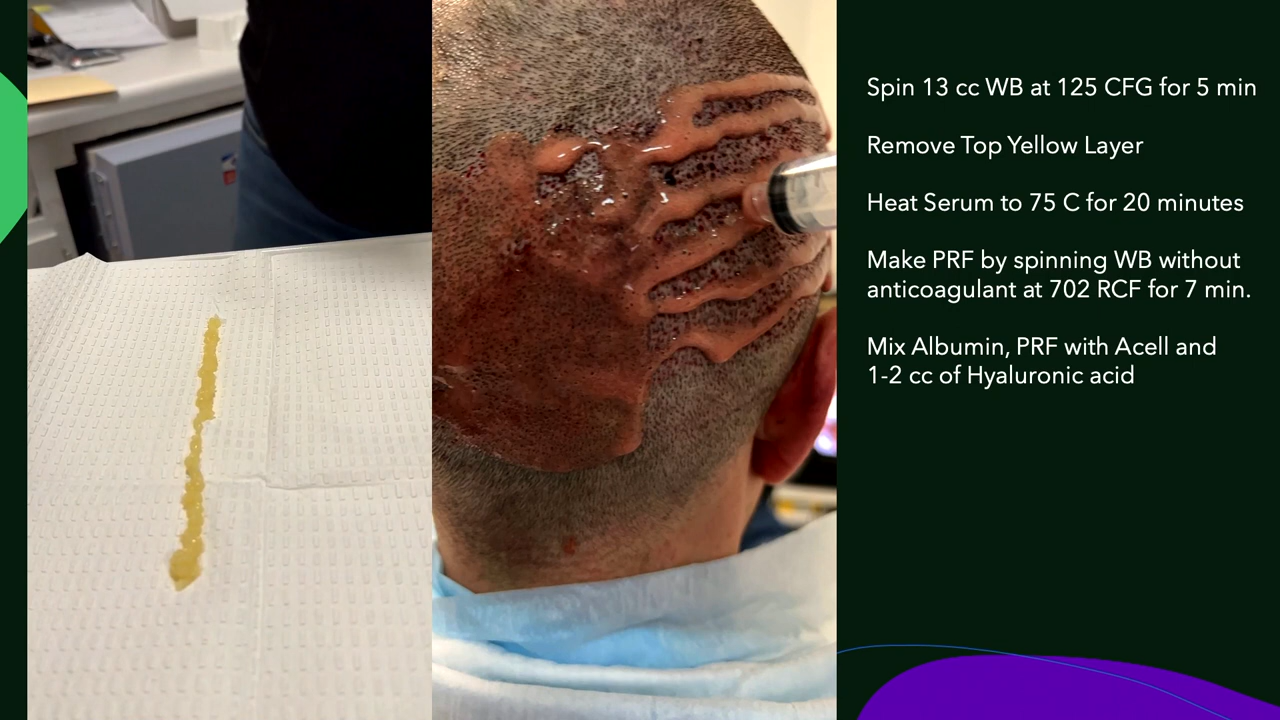 Spin 13 cc WB at 125 CFG for 5 min
Remove Top Yellow Layer
Heat Serum to 75 C for 20 minutes
Make PRF by spinning WB without
anticoagulant at 702 RCF for 7 min.
Mix Albumin, PRF with Acell and
1-2 cc of Hyaluronic acid